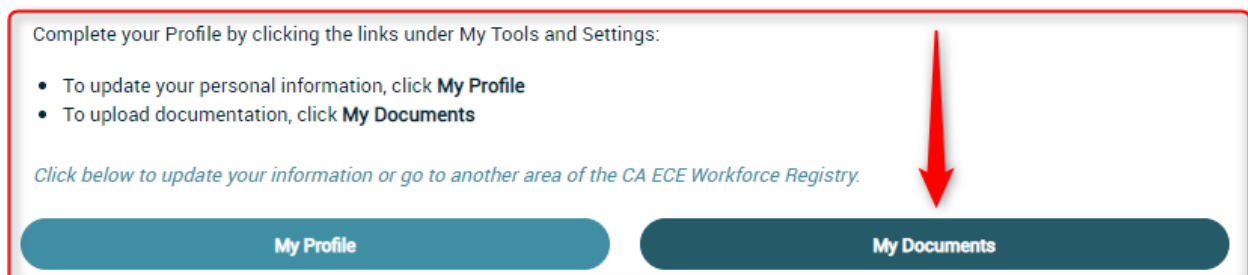 Complete your Profile by clicking the links under My Tools and Settings:
• To update your personal information, click My Profile
• To upload documentation, click My Documents
Click below to update your information or go to another area of the CA ECE Workforce Registry.
My Profile
My Documents